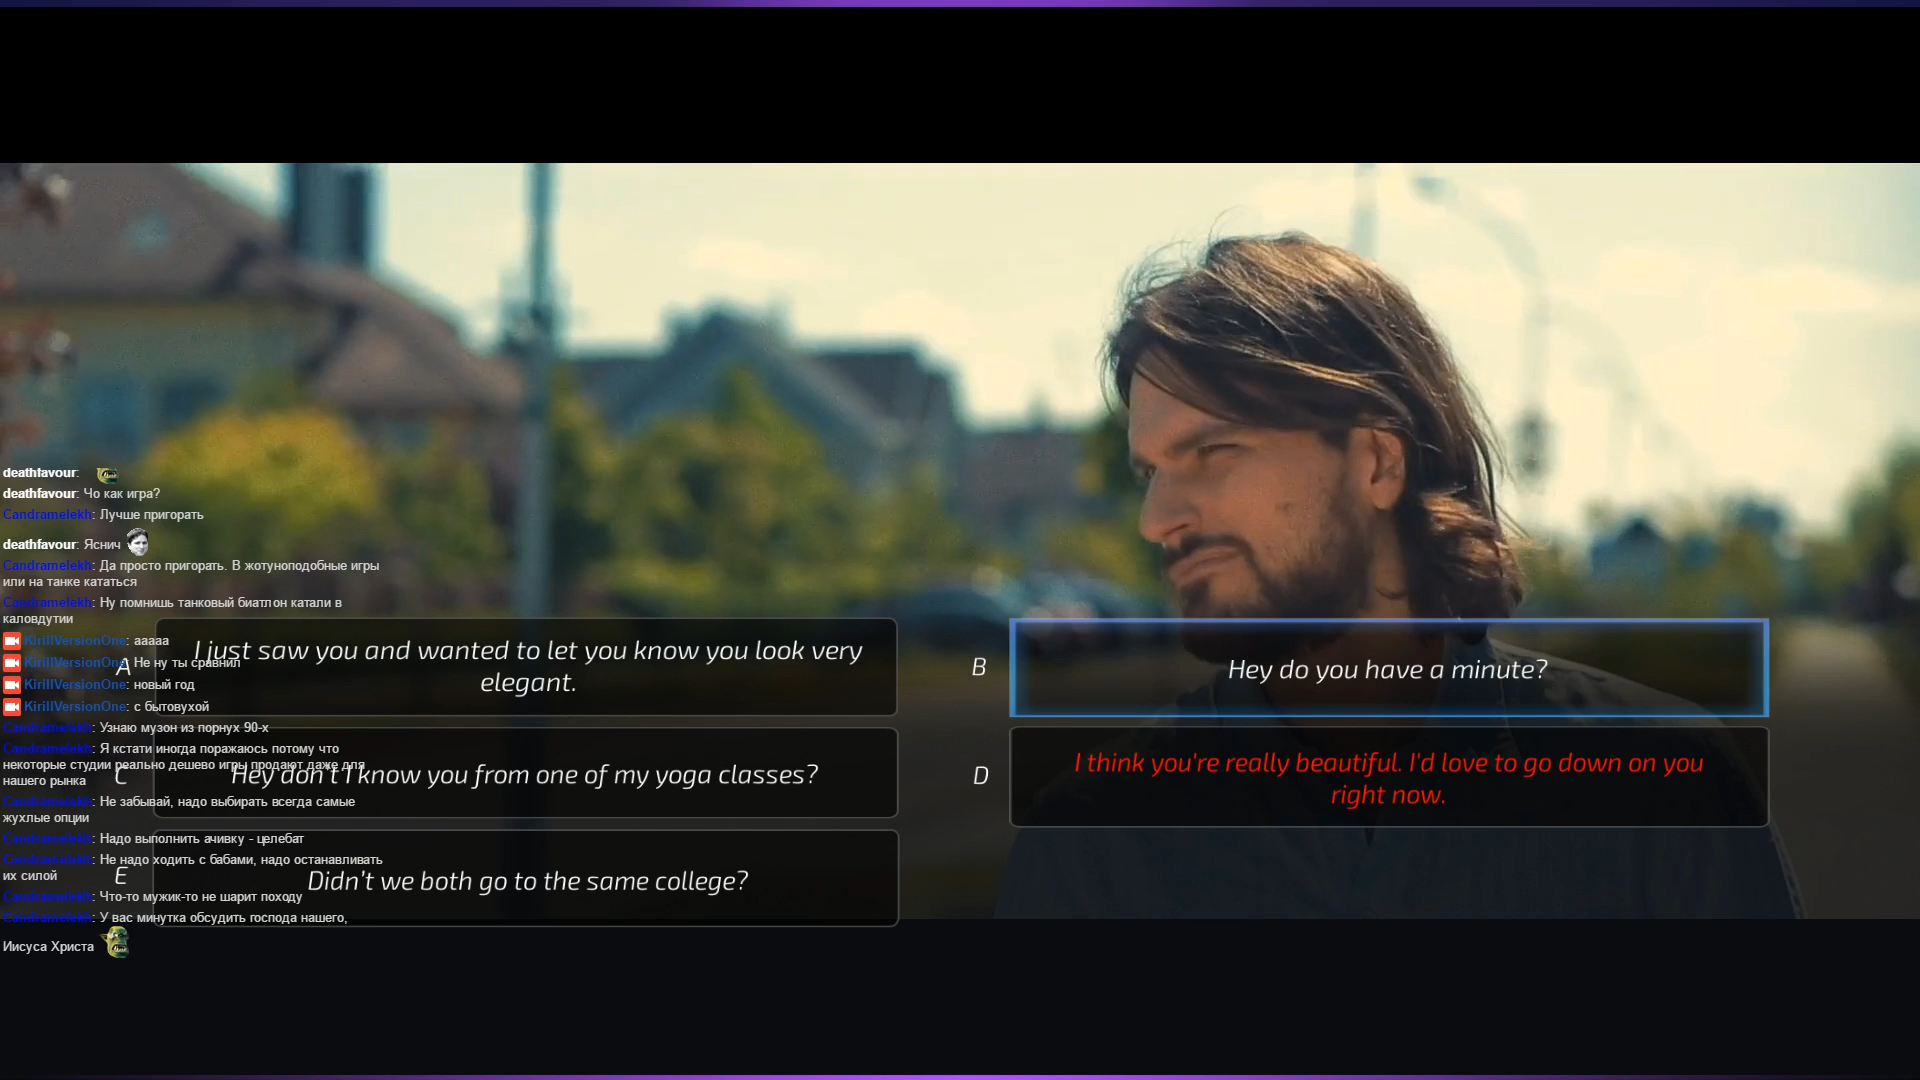 deathfavour:
deathfavour: Чо как игра?
Candramelekh: Лучше пригорать
deathfavour: Яснич
Candramelekh: Да просто пригорать. В жотуноподобные игры
или на танке кататься
Candramelekh: Ну помнишь танковый биатлон катали в
каловдутии
KirillVersionOne: ааааа
KirillVersionOne: Не ну ты сравнил
KirillVersionOne: новый год
KirillVersionOne: с бытовухой
Candramelekh: Узнаю музон из порнух 90-х
Candramelekh: Я кстати иногда поражаюсь потому что
некоторые студии реально дешево игры продают даже для
нашего рынка
Candramelekh: Не забывай, надо выбирать всегда самые
жухлые опции
Candramelekh: Надо выполнить ачивку - целебат
Candramelekh: Не надо ходить с бабами, надо останавливать
их силой
Candramelekh: Что-то мужик-то не шарит походу
Candramelekh: У вас минутка обсудить господа нашего,
Иисуса Христа
A
I just saw you and wanted to let you know you look very
elegant.
B
Hey do you have a minute?
C
Hey don't I know you from one of my yoga classes?
D
I think you're really beautiful. I'd love to go down on you
right now.
E
Didn't we both go to the same college?